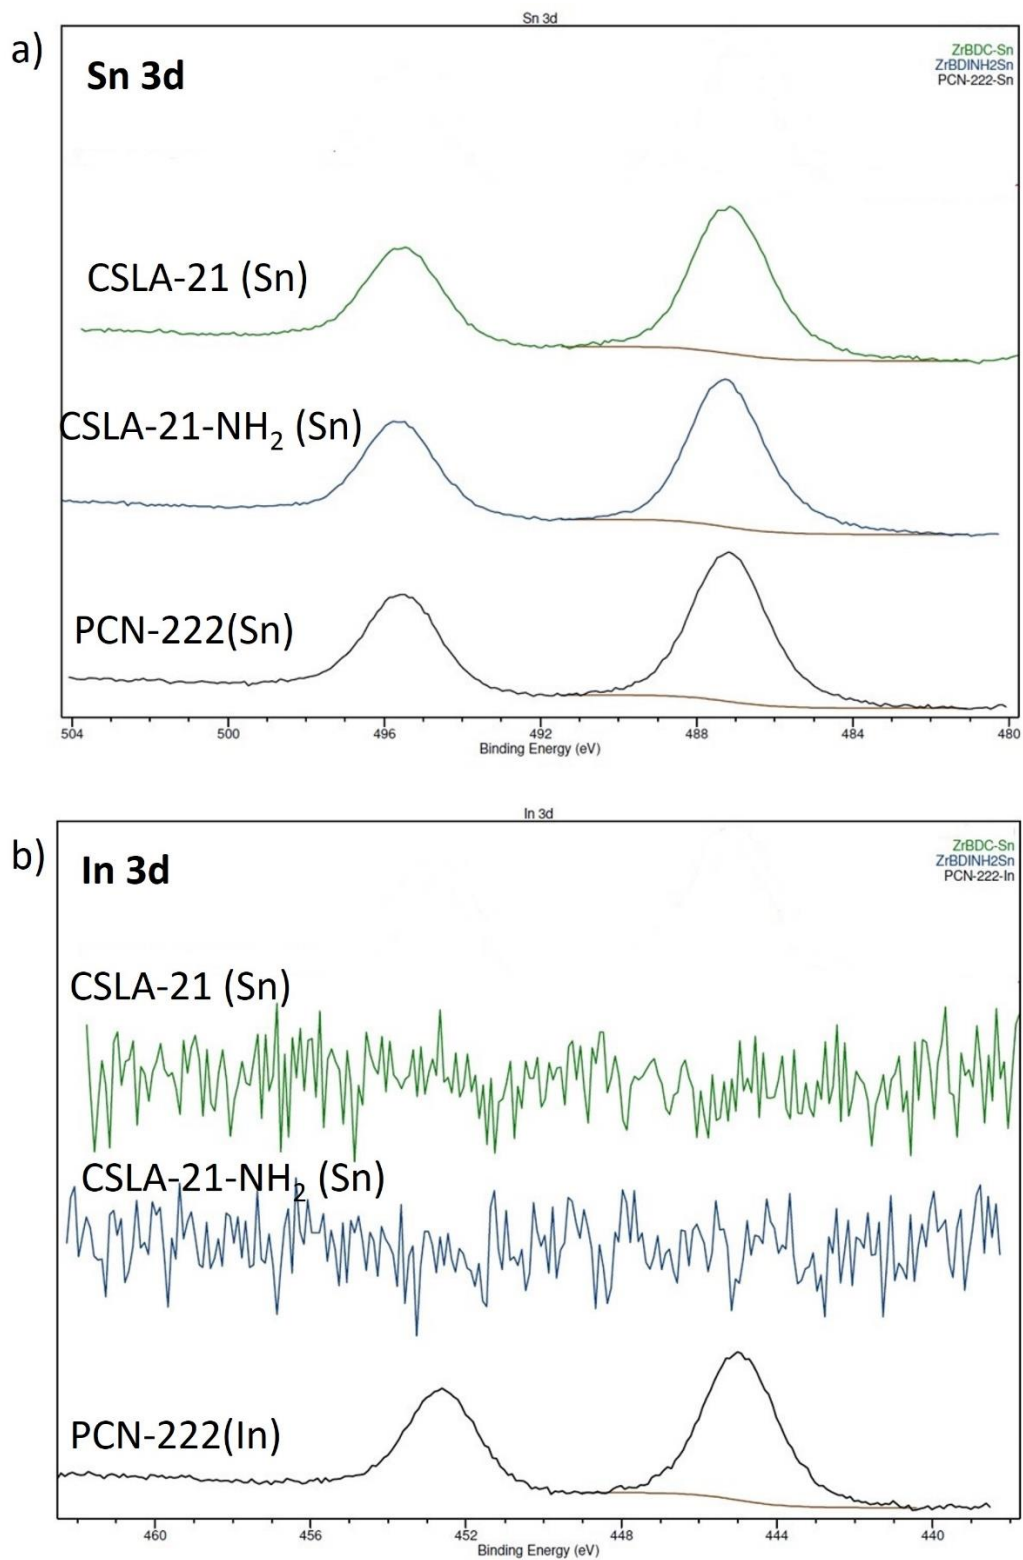 Sn 3d
a)
Sn 3d
ZrBDC-Sn
ZrBDINH2Sn
PCN-222-Sn
CSLA-21 (Sn)
CSLA-21-NH₂ (Sn)
PCN-222(Sn)
504 500 496 492 488 484 480
Binding Energy (eV)
In 3d
b)
In 3d
ZrBDC-Sn
ZrBDINH2Sn
PCN-222-In
CSLA-21 (Sn)
CSLA-21-NH₂ (Sn)
PCN-222(In)
460 456 452 448 444 440
Binding Energy (eV)